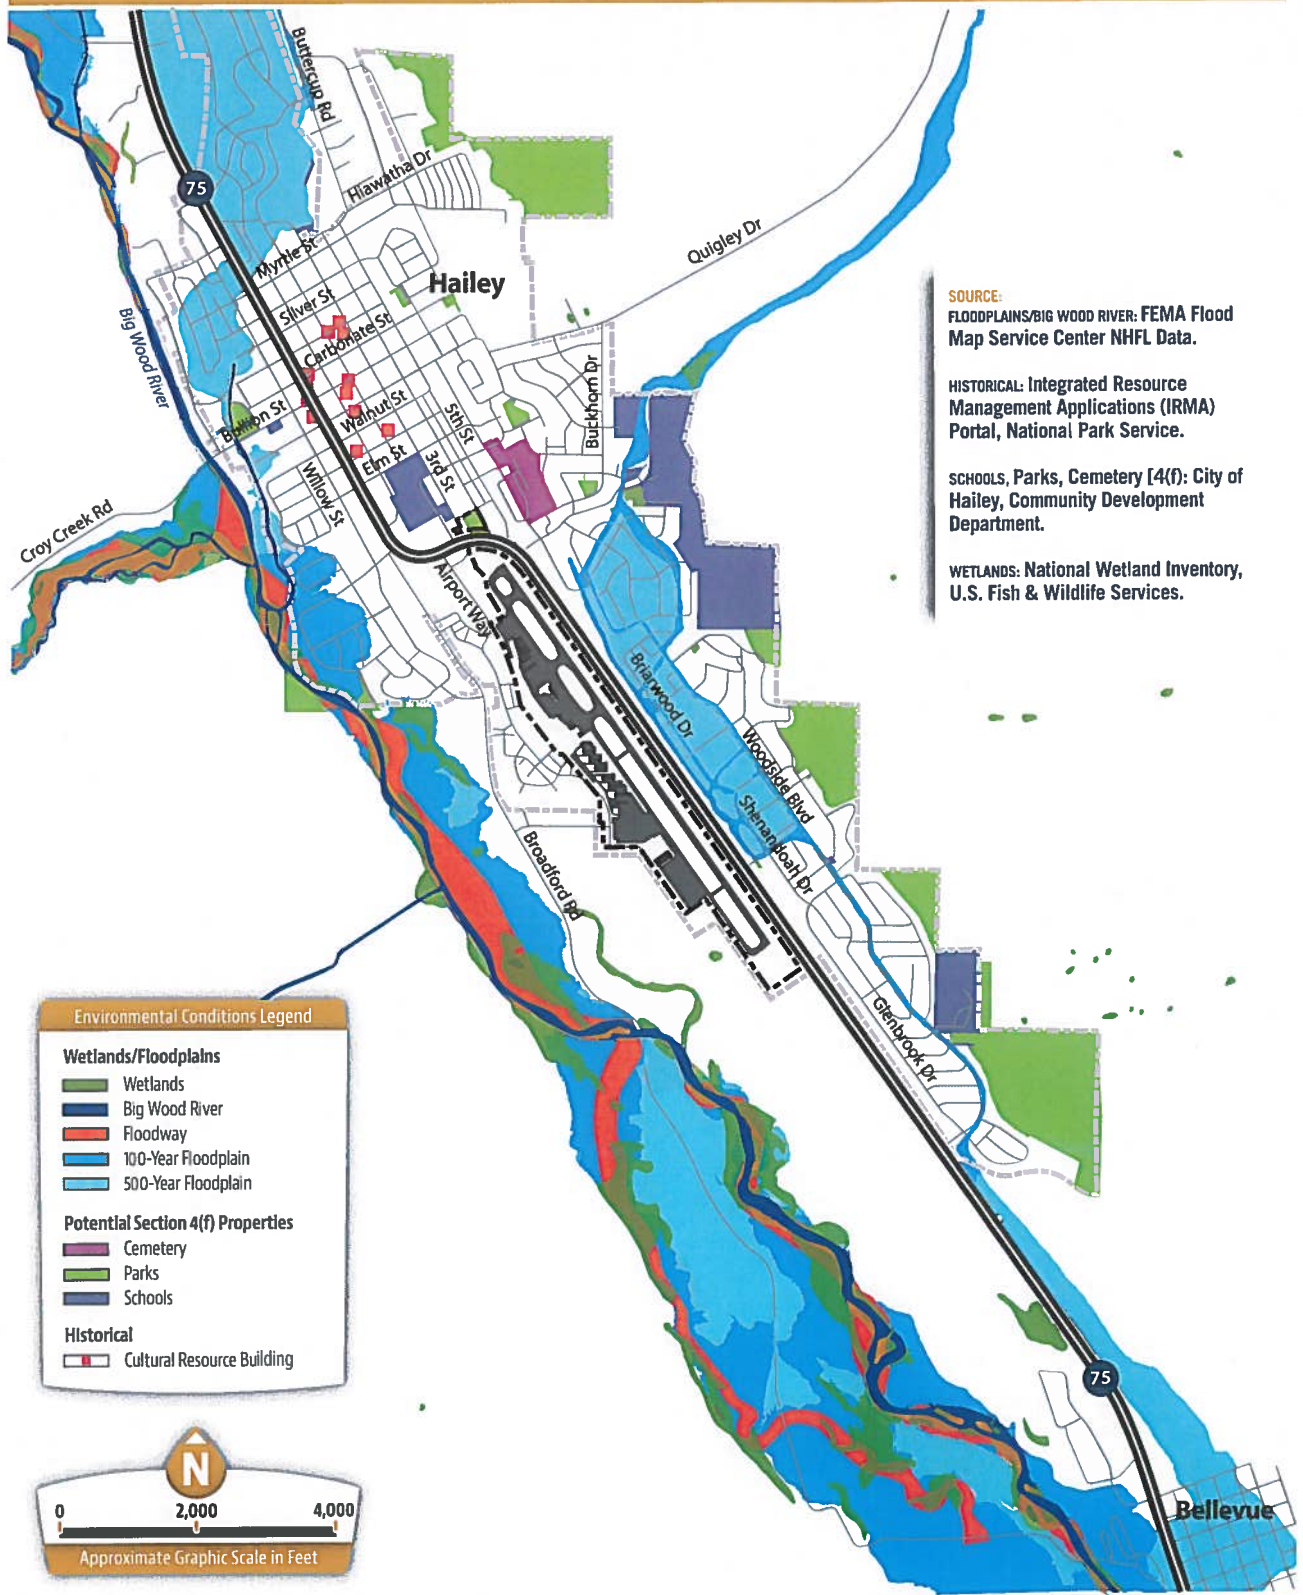 Buttercup Rd
75
Hiawatha Dr
Myrtle St
Quigley Dr
Hailey
Silver St
Carbonate St
Big Wood River
Bullion St
Walnut St
5th St
Buckhorn Dr
Elm St
3rd St
Willow St
Croy Creek Rd
Airport Way
Briarwood Dr
Woodside Blvd
Shenandoah Dr
Broadford Rd
Glenbrook Dr
75
Bellevue
SOURCE:
FLOODPLAINS/BIG WOOD RIVER: FEMA Flood
Map Service Center NHFL Data.
HISTORICAL: Integrated Resource
Management Applications (IRMA)
Portal, National Park Service.
SCHOOLS, Parks, Cemetery [4(f): City of
Hailey, Community Development
Department.
WETLANDS: National Wetland Inventory,
U.S. Fish & Wildlife Services.
Environmental Conditions Legend
Wetlands/Floodplains
Wetlands
Big Wood River
Floodway
100-Year Floodplain
500-Year Floodplain
Potential Section 4(f) Properties
Cemetery
Parks
Schools
Historical
Cultural Resource Building
N
0 2,000 4,000
Approximate Graphic Scale in Feet